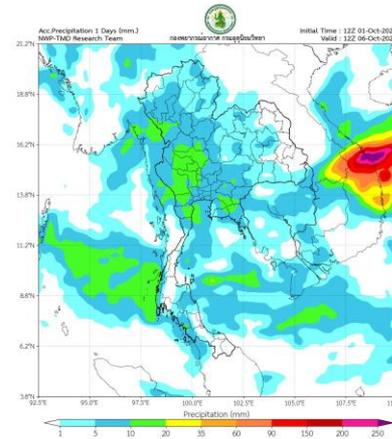 Acc.Precipitation 1 Days (mm.)
NWP-TMD Research Team
กองพยากรณ์อากาศ กรมอุตุนิยมวิทยา
Initial Time : 12Z 01-Oct-202
Valid : 12Z 06-Oct-202
21.2°N
18.8°N
16.2°N
13.8°N
11.2°N
8.8°N
6.2°N
3.8°N
92.5°E 95.0°E 97.5°E 100.0°E 102.5°E 105.0°E 107.5°E
Precipitation (mm)
1 5 10 20 35 60 90 150 200 250